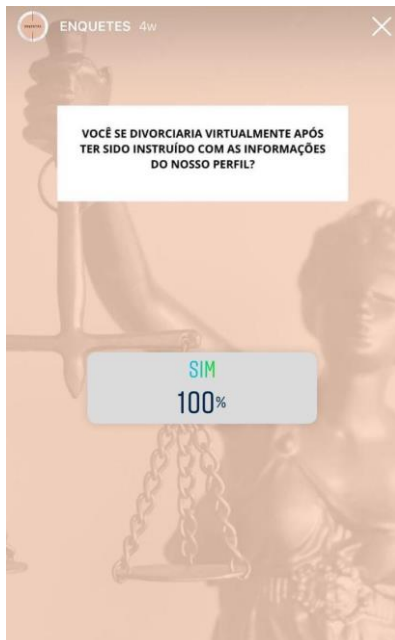 ENQUETES 4w
VOCÊ SE DIVORCIARIA VIRTUALMENTE APÓS
TER SIDO INSTRUÍDO COM AS INFORMAÇÕES
DO NOSSO PERFIL?
SIM
100%